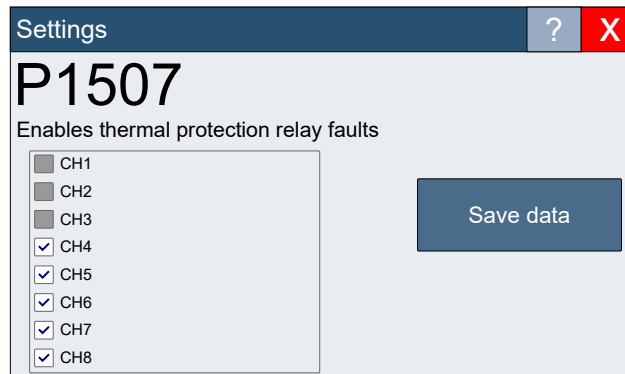 Settings
?
X
P1507
Enables thermal protection relay faults
CH1
CH2
CH3
CH4
CH5
CH6
CH7
CH8
Save data